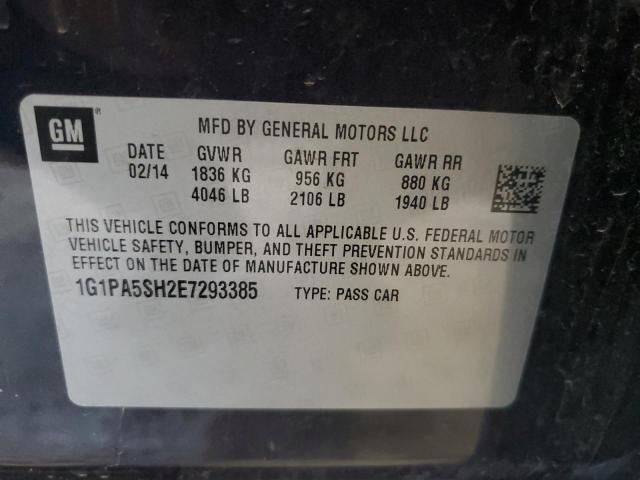 GM®
MFD BY GENERAL MOTORS LLC
DATE GVWR GAWR FRT GAWR RR
02/14 1836 KG 956 KG 880 KG
4046 LB 2106 LB 1940 LB
THIS VEHICLE CONFORMS TO ALL APPLICABLE U.S. FEDERAL MOTOR
VEHICLE SAFETY, BUMPER, AND THEFT PREVENTION STANDARDS IN
EFFECT ON THE DATE OF MANUFACTURE SHOWN ABOVE.
1G1PA5SH2E7293385 TYPE: PASS CAR